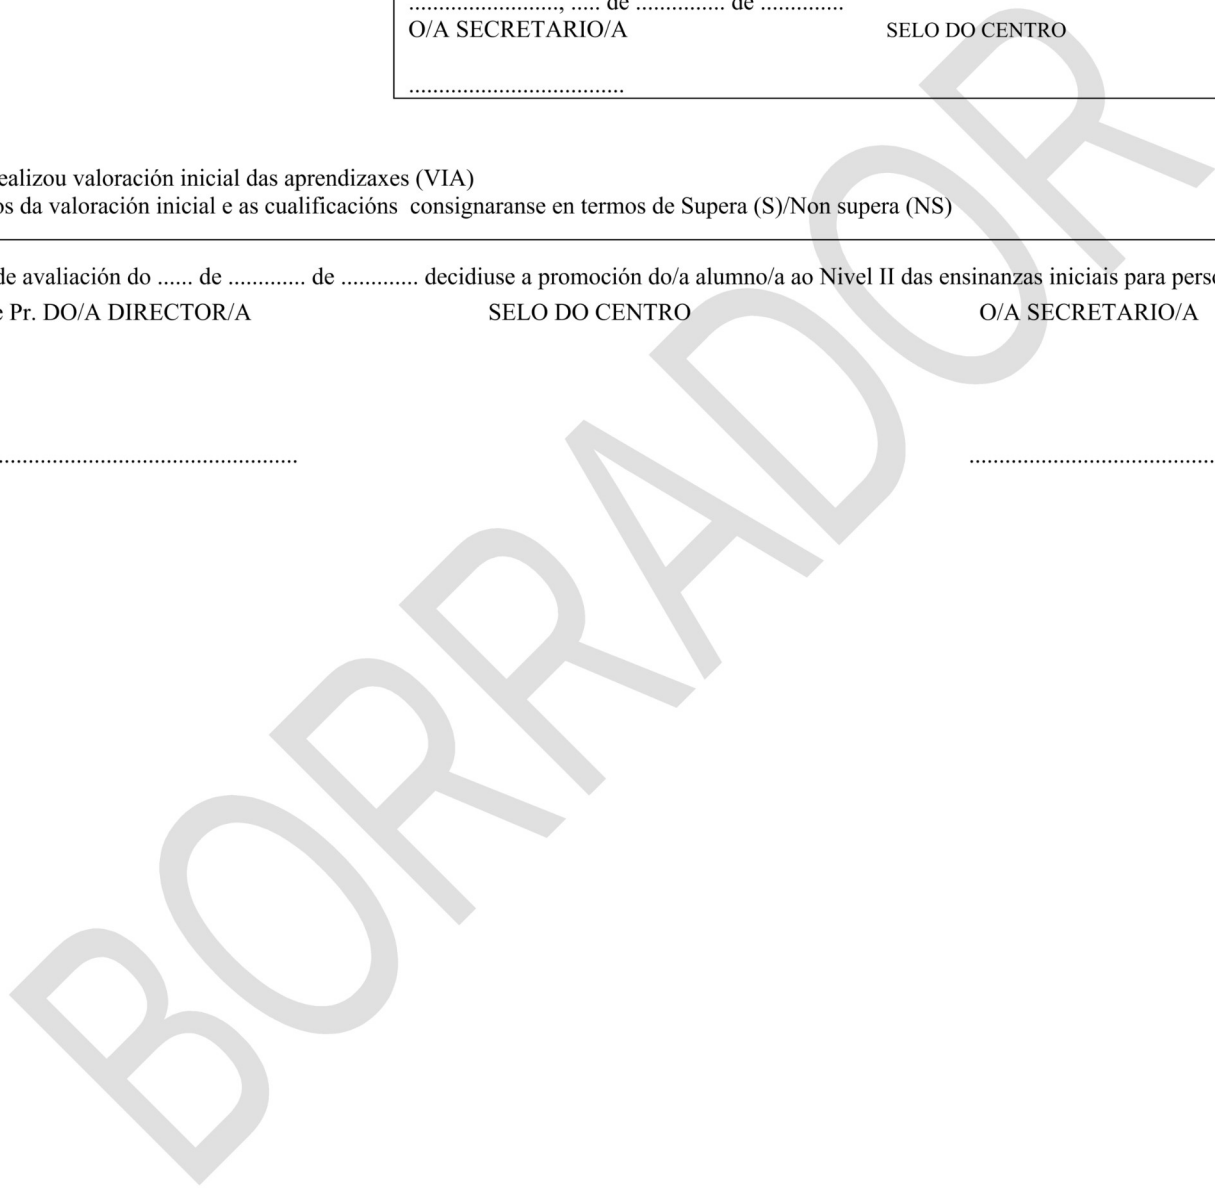 ........................., ..... de ............... de ..............
O/A SECRETARIO/A SELO DO CENTRO
....................................
ealizou valoración inicial das aprendizaxes (VIA)
os da valoración inicial e as cualificacións consignaranse en termos de Supera (S)/Non supera (NS)
de avaliación do ...... de ............. de ............. decidiuse a promoción do/a alumno/a ao Nivel II das ensinanzas iniciais para perso
e Pr. DO/A DIRECTOR/A SELO DO CENTRO O/A SECRETARIO/A
.................................................. .........................................
BORRADOR